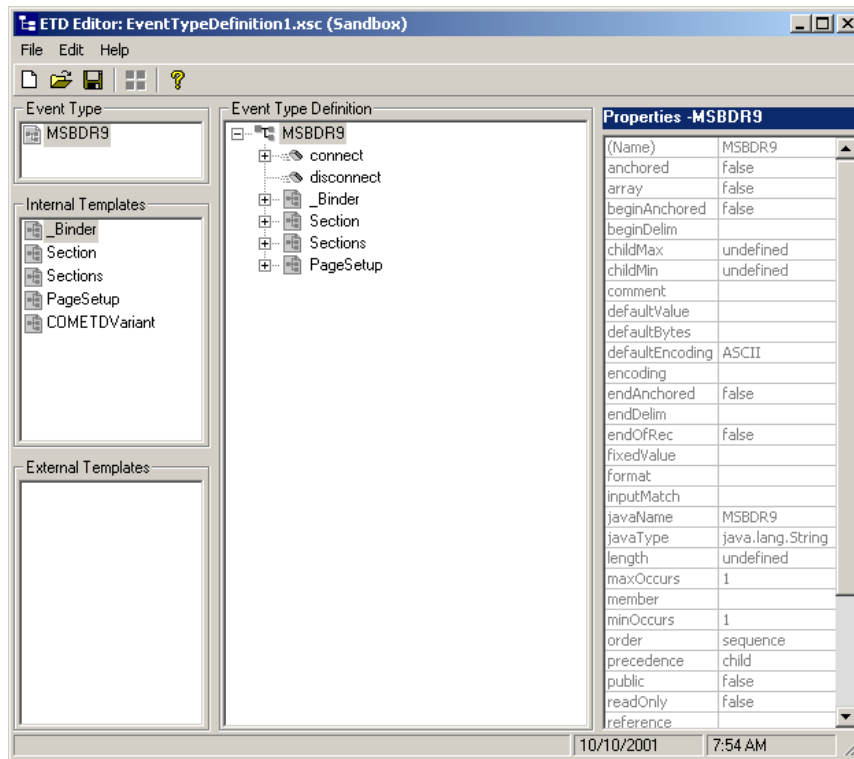 ETD Editor: EventTypeDefinition1.xsc (Sandbox)
File Edit Help
Event Type
MSBDR9
Internal Templates
_Binder
Section
Sections
PageSetup
COMETDVariant
External Templates
Event Type Definition
MSBDR9
connect
disconnect
_Binder
Section
Sections
PageSetup
Properties -MSBDR9
(Name) MSBDR9
anchored false
array false
beginAnchored false
beginDelim
childMax undefined
childMin undefined
comment
defaultValue
defaultBytes
defaultEncoding ASCII
encoding
endAnchored false
endDelim
endOfRec false
fixedValue
format
inputMatch
javaName MSBDR9
javaType java.lang.String
length undefined
maxOccurs 1
member
minOccurs 1
order sequence
precedence child
public false
readOnly false
reference
10/10/2001 7:54 AM